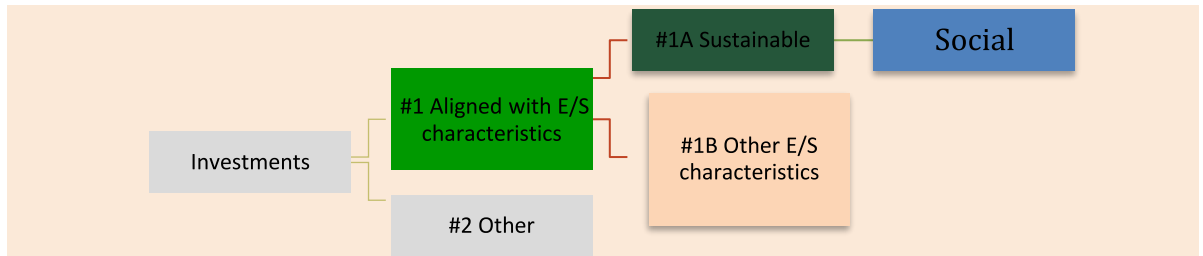 #1A Sustainable
Social
#1 Aligned with E/S
characteristics
#1B Other E/S
characteristics
Investments
#2 Other